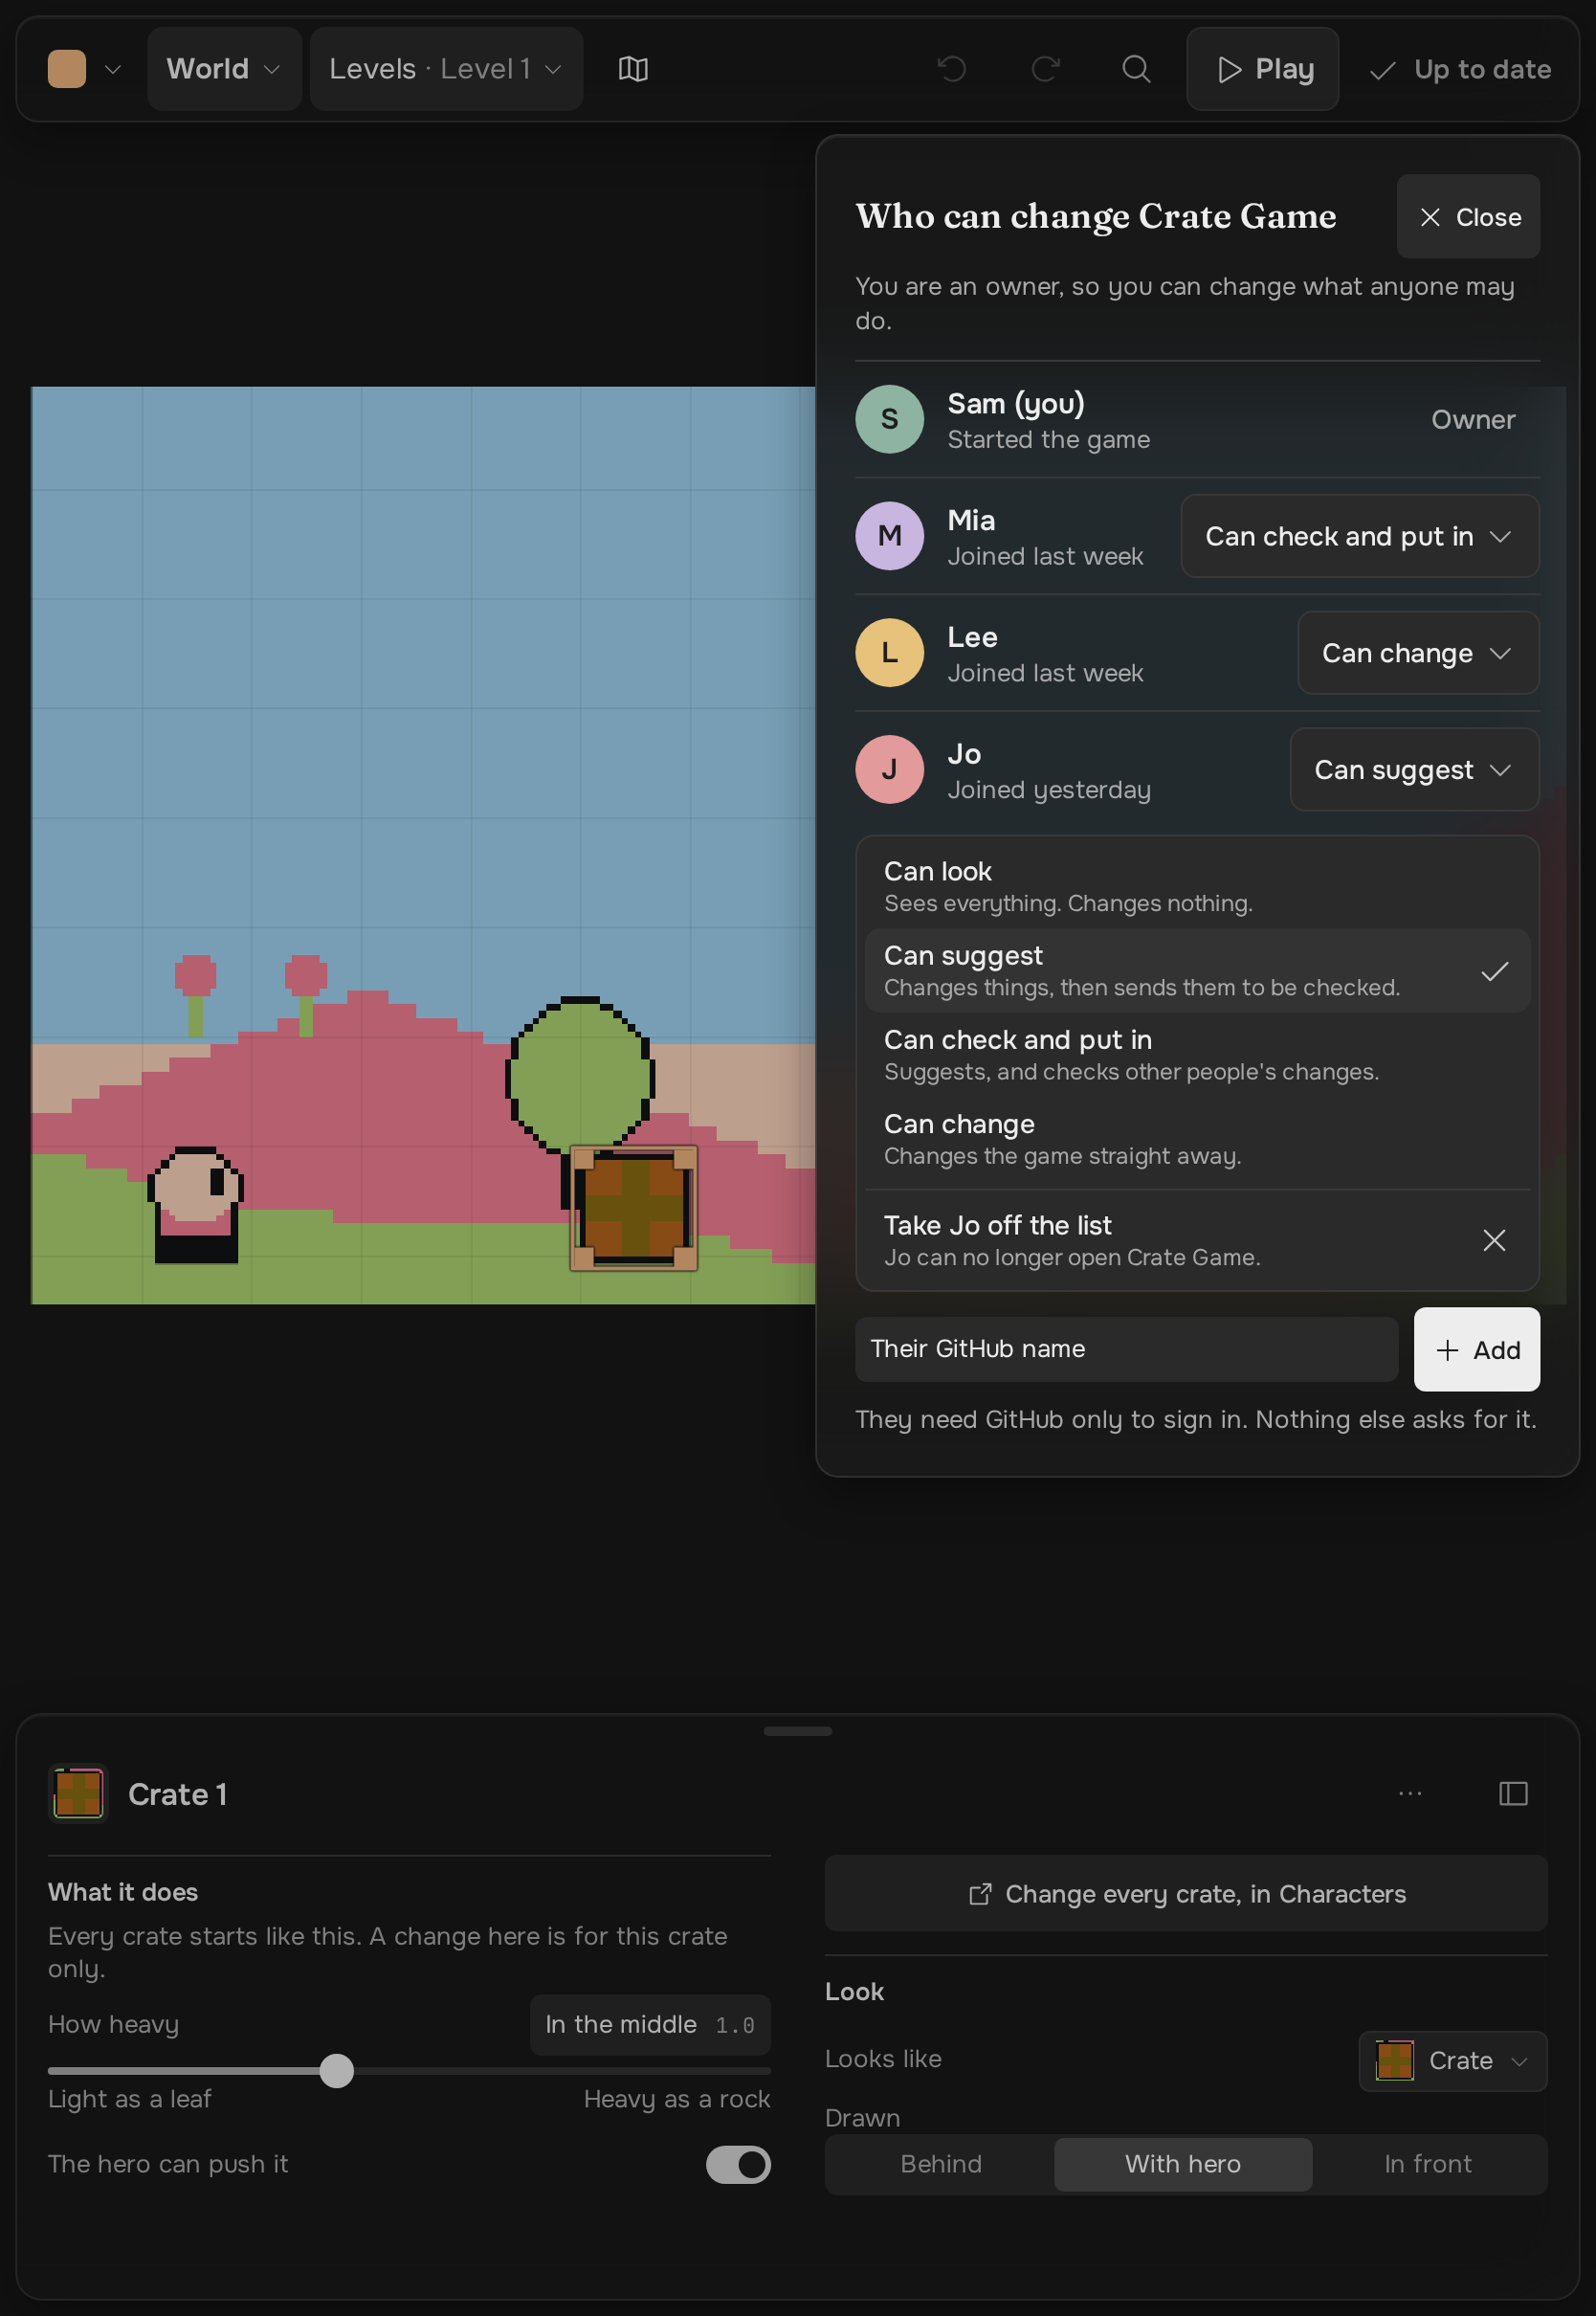 World
Levels · Level 1
Play
Up to date
Who can change Crate Game
Close
You are an owner, so you can change what anyone may
do.
S
Sam (you)
Started the game
Owner
M
Mia
Joined last week
Can check and put in
L
Lee
Joined last week
Can change
J
Jo
Joined yesterday
Can suggest
Can look
Sees everything. Changes nothing.
Can suggest
Changes things, then sends them to be checked.
Can check and put in
Suggests, and checks other people's changes.
Can change
Changes the game straight away.
Take Jo off the list
Jo can no longer open Crate Game.
Their GitHub name
Add
They need GitHub only to sign in. Nothing else asks for it.
Crate 1
What it does
Every crate starts like this. A change here is for this crate
only.
How heavy
In the middle 1.0
Light as a leaf
Heavy as a rock
The hero can push it
Change every crate, in Characters
Look
Looks like
Crate
Drawn
Behind
With hero
In front